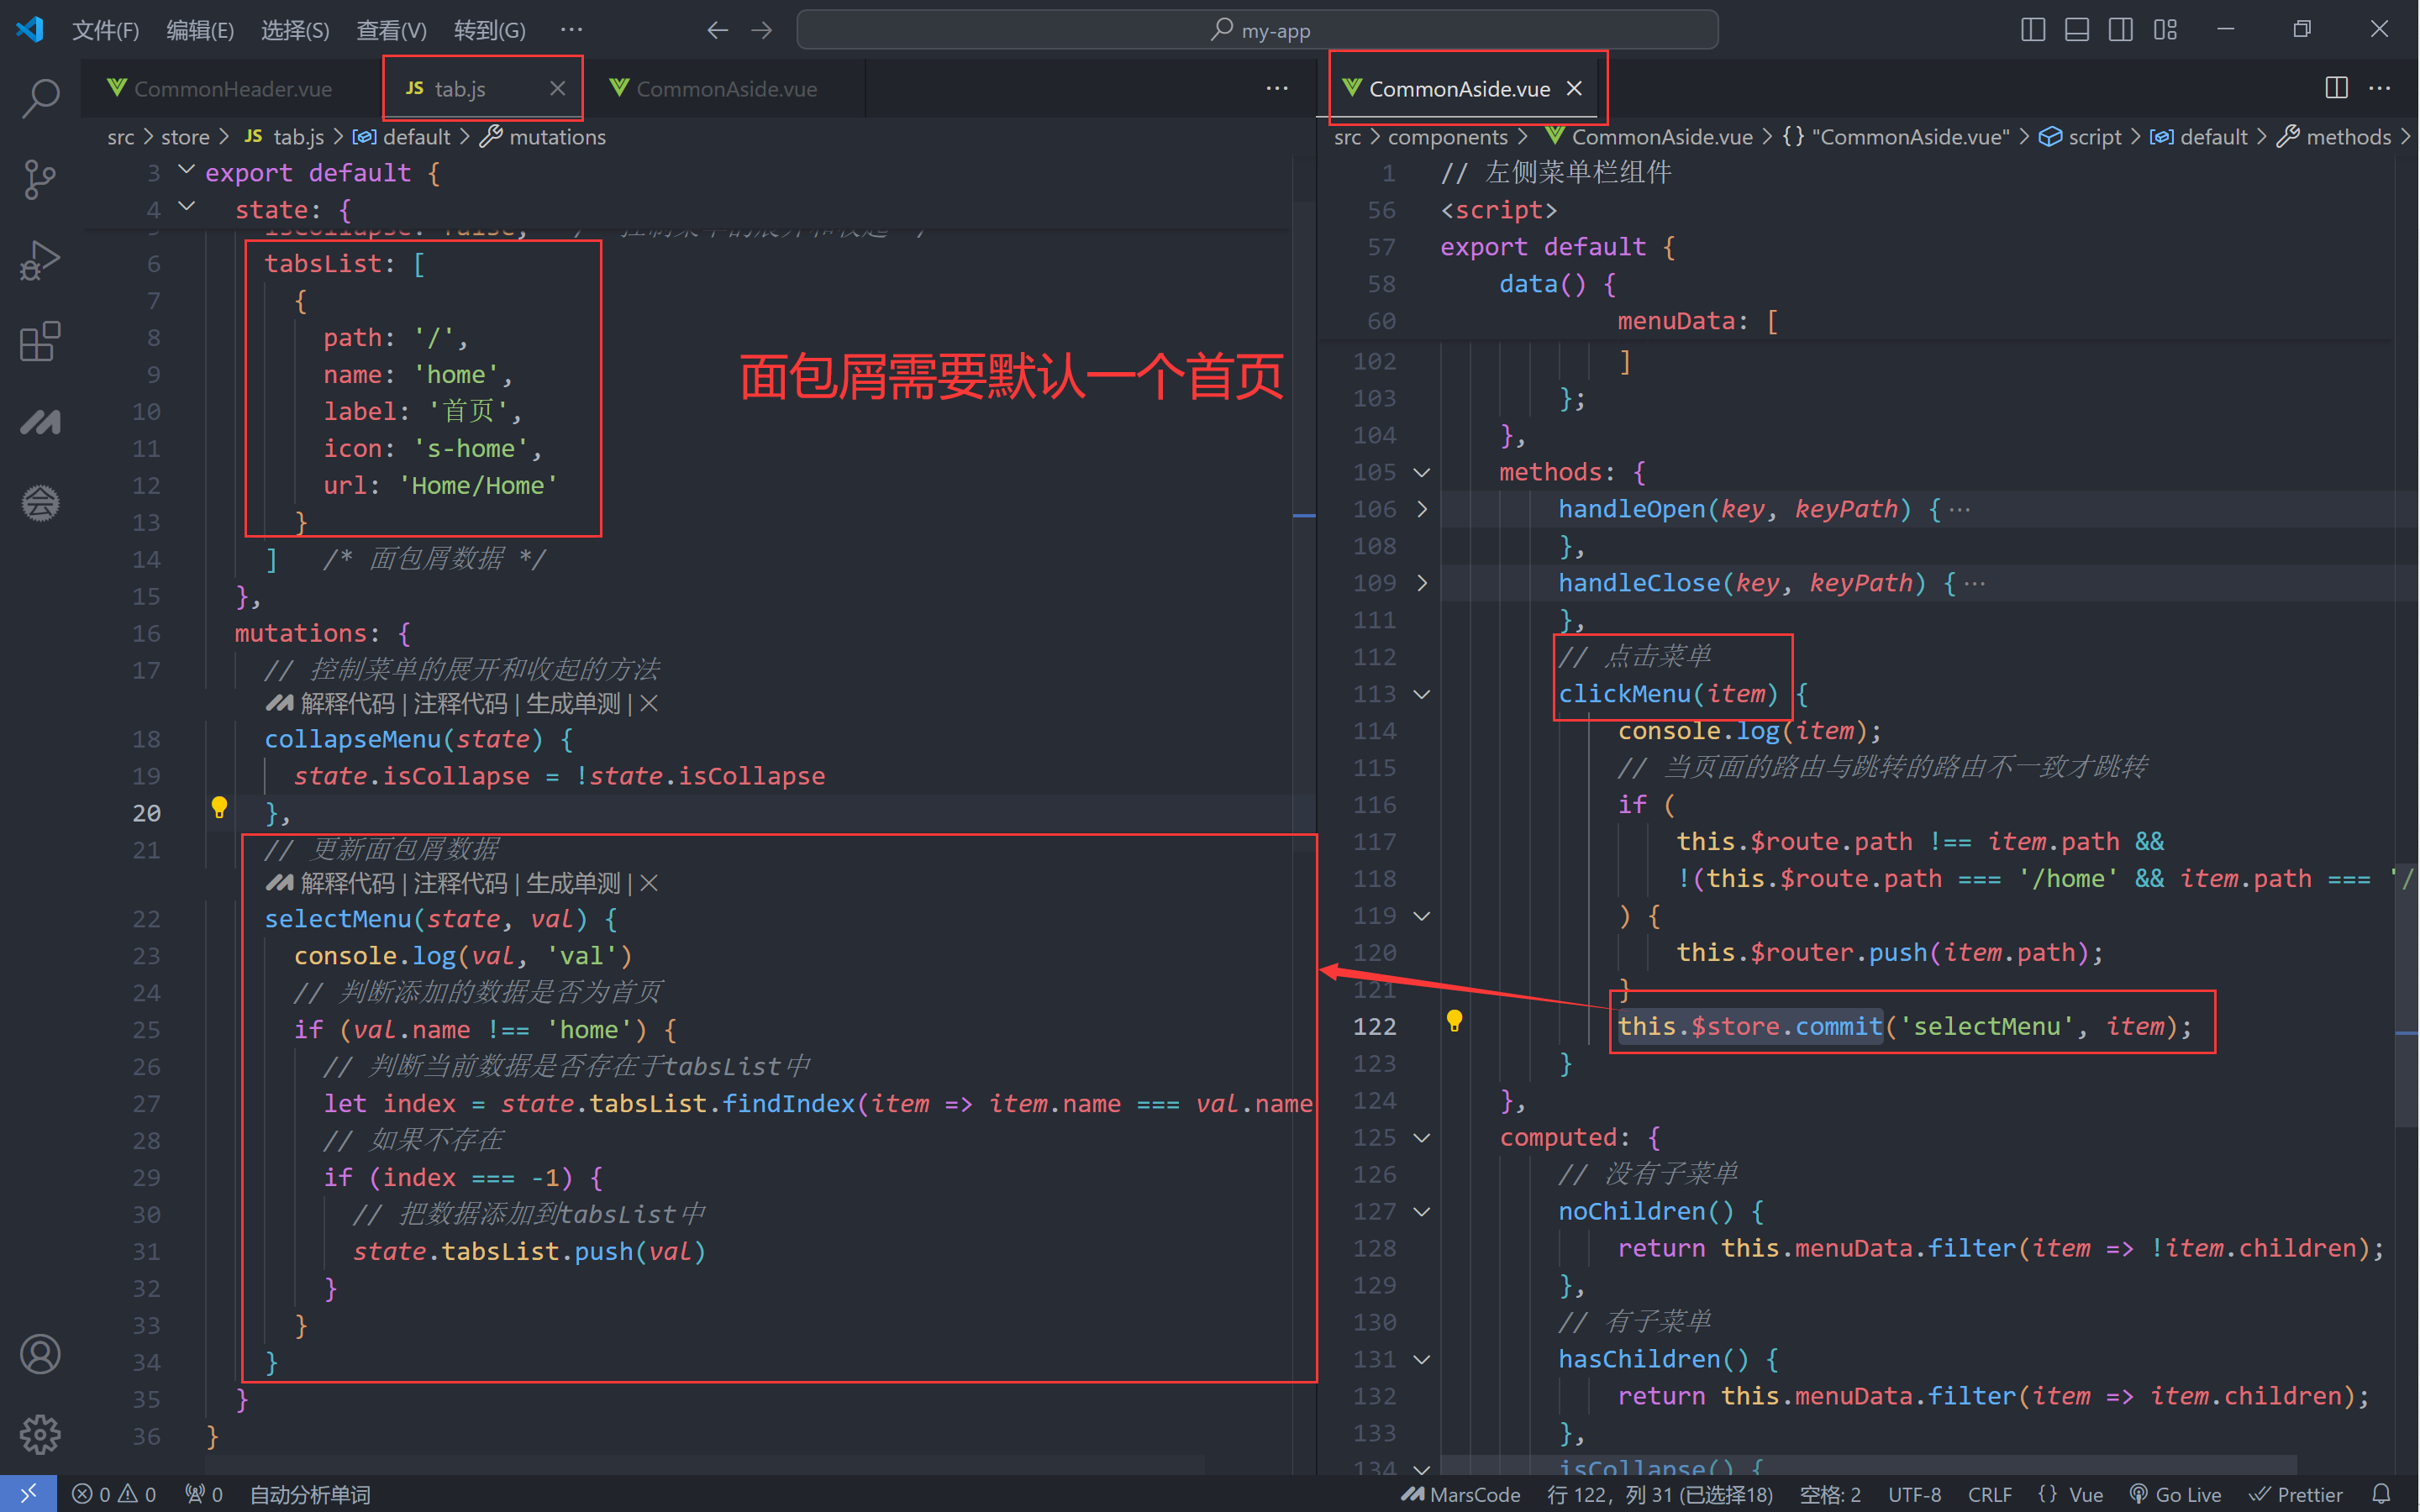 文件(F) 编辑(E) 选择(S) 查看(V) 转到(G) ··· my-app
CommonHeader.vue JS tab.js CommonAside.vue ···
src > store > JS tab.js > default > mutations
3 export default {
4 state: {
6 tabsList: [
7 {
8 path: '/',
9 name: 'home',
10 label: '首页',
11 icon: 's-home',
12 url: 'Home/Home'
13 }
14 ] /* 面包屑数据 */
15 },
16 mutations: {
17 // 控制菜单的展开和收起的方法
解释代码 | 注释代码 | 生成单测 | ×
18 collapseMenu(state) {
19 state.isCollapse = !state.isCollapse
20 },
21 // 更新面包屑数据
解释代码 | 注释代码 | 生成单测 | ×
22 selectMenu(state, val) {
23 console.log(val, 'val')
24 // 判断添加的数据是否为首页
25 if (val.name !== 'home') {
26 // 判断当前数据是否存在于tabsList中
27 let index = state.tabsList.findIndex(item => item.name === val.name
28 // 如果不存在
29 if (index === -1) {
30 // 把数据添加到tabsList中
31 state.tabsList.push(val)
32 }
33 }
34 }
35 }
36 }
面包屑需要默认一个首页
CommonAside.vue ···
src > components > CommonAside.vue > {} "CommonAside.vue" > script > default > methods >
1 // 左侧菜单栏组件
56 <script>
57 export default {
58 data() {
60 menuData: [
102 ]
103 };
104 },
105 methods: {
106 handleOpen(key, keyPath) {···
108 },
109 handleClose(key, keyPath) {···
111 },
112 // 点击菜单
113 clickMenu(item) {
114 console.log(item);
115 // 当页面的路由与跳转的路由不一致才跳转
116 if (
117 this.$route.path !== item.path &&
118 !(this.$route.path === '/home' && item.path === '/
119 ) {
120 this.$router.push(item.path);
121 }
122 this.$store.commit('selectMenu', item);
123 }
124 },
125 computed: {
126 // 没有子菜单
127 noChildren() {
128 return this.menuData.filter(item => !item.children);
129 },
130 // 有子菜单
131 hasChildren() {
132 return this.menuData.filter(item => item.children);
133 },
134 isCollapse() {
0 0 0 自动分析单词 MarsCode 行 122, 列 31 (已选择18) 空格: 2 UTF-8 CRLF {} Vue Go Live Prettier